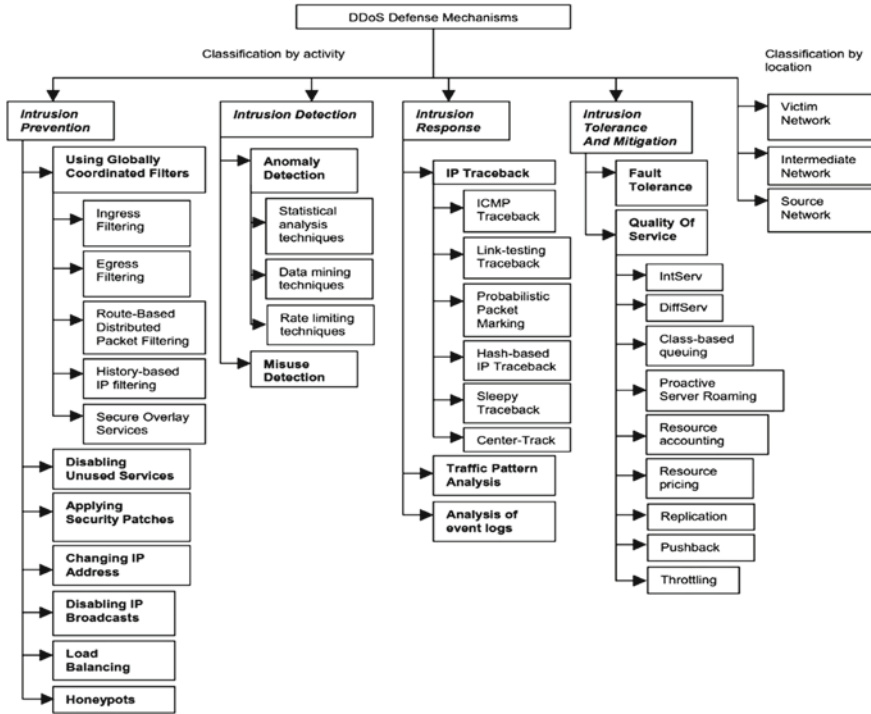 DDoS Defense Mechanisms
Classification by activity
Classification by
location
Intrusion
Prevention
Using Globally
Coordinated Filters
Ingress
Filtering
Egress
Filtering
Route-Based
Distributed
Packet Filtering
History-based
IP filtering
Secure Overlay
Services
Disabling
Unused Services
Applying
Security Patches
Changing IP
Address
Disabling IP
Broadcasts
Load
Balancing
Honeypots
Intrusion Detection
Anomaly
Detection
Statistical
analysis
techniques
Data mining
techniques
Rate limiting
techniques
Misuse
Detection
Intrusion
Response
IP Traceback
ICMP
Traceback
Link-testing
Traceback
Probabilistic
Packet
Marking
Hash-based
IP Traceback
Sleepy
Traceback
Center-Track
Traffic Pattern
Analysis
Analysis of
event logs
Intrusion
Tolerance
And Mitigation
Fault
Tolerance
Quality Of
Service
IntServ
DiffServ
Class-based
queuing
Proactive
Server Roaming
Resource
accounting
Resource
pricing
Replication
Pushback
Throttling
Victim
Network
Intermediate
Network
Source
Network